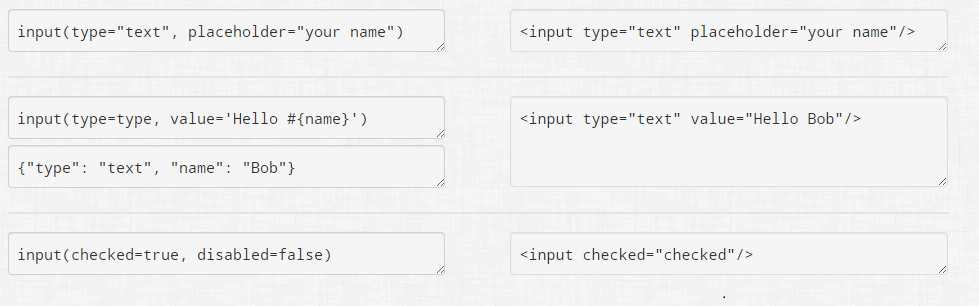 input(type="text", placeholder="your name")
<input type="text" placeholder="your name"/>
input(type=type, value='Hello #{name}')
{"type": "text", "name": "Bob"}
<input type="text" value="Hello Bob"/>
input(checked=true, disabled=false)
<input checked="checked"/>
.